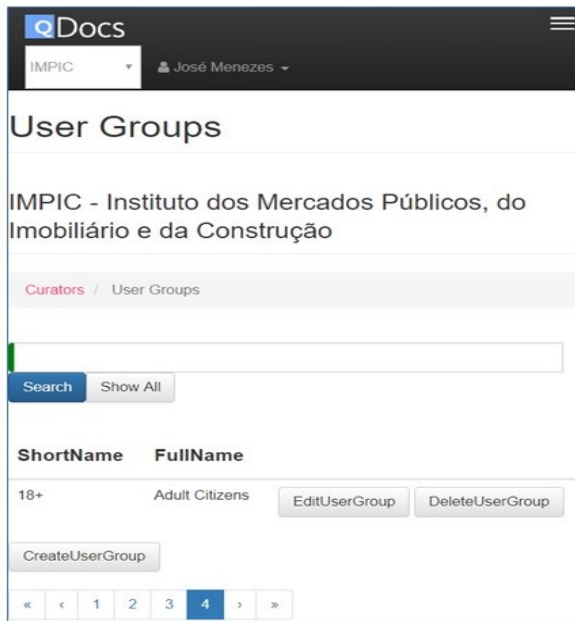 QDocs
IMPIC José Menezes
User Groups
IMPIC - Instituto dos Mercados Públicos, do
Imobiliário e da Construção
Curators / User Groups
Search Show All
ShortName FullName
18+ Adult Citizens EditUserGroup DeleteUserGroup
CreateUserGroup
« ‹ 1 2 3 4 › »